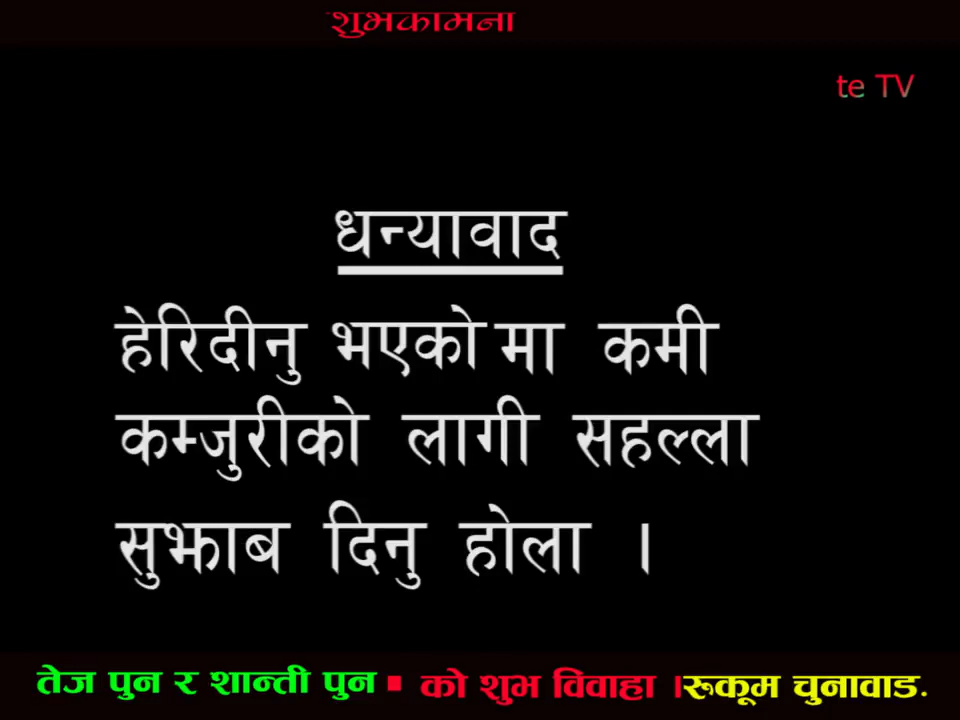 शुभकामना
te TV
धन्यावाद
हेरिदीनु भएको मा कमी
कम्जुरीको लागी सहल्ला
सुझाब दिनु होला ।
तेज पुन र शान्ती पुन को शुभ विवाहा ।रूकूम चुनावाड.